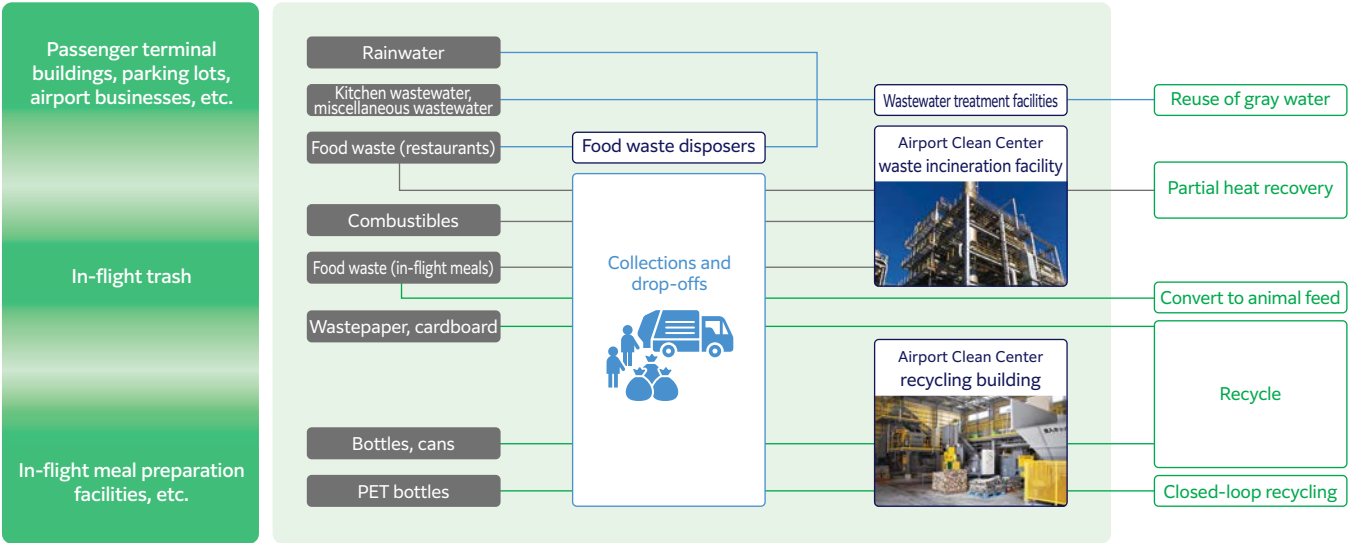 Passenger terminal
buildings, parking lots,
airport businesses, etc.
In-flight trash
In-flight meal preparation
facilities, etc.
Rainwater
Kitchen wastewater,
miscellaneous wastewater
Food waste (restaurants)
Combustibles
Food waste (in-flight meals)
Wastepaper, cardboard
Bottles, cans
PET bottles
Food waste disposers
Collections and
drop-offs
Wastewater treatment facilities
Airport Clean Center
waste incineration facility
Airport Clean Center
recycling building
Reuse of gray water
Partial heat recovery
Convert to animal feed
Recycle
Closed-loop recycling